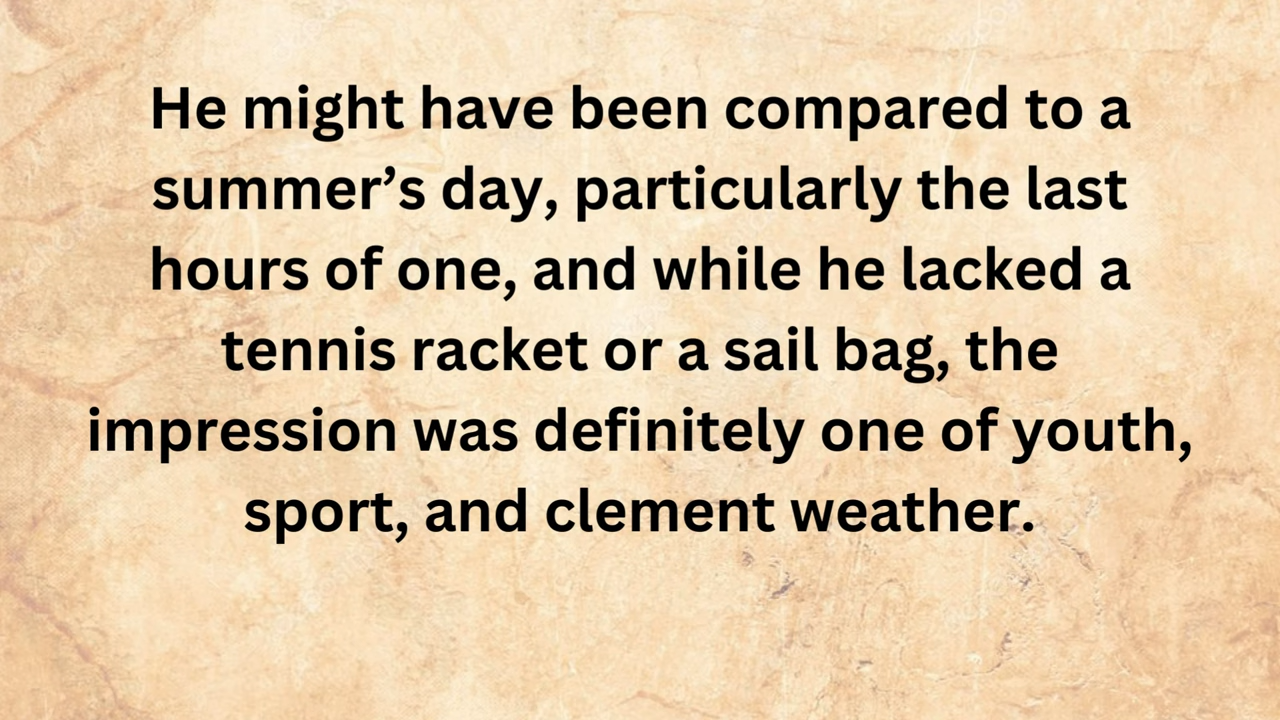 He might have been compared to a
summer’s day, particularly the last
hours of one, and while he lacked a
tennis racket or a sail bag, the
impression was definitely one of youth,
sport, and clement weather.